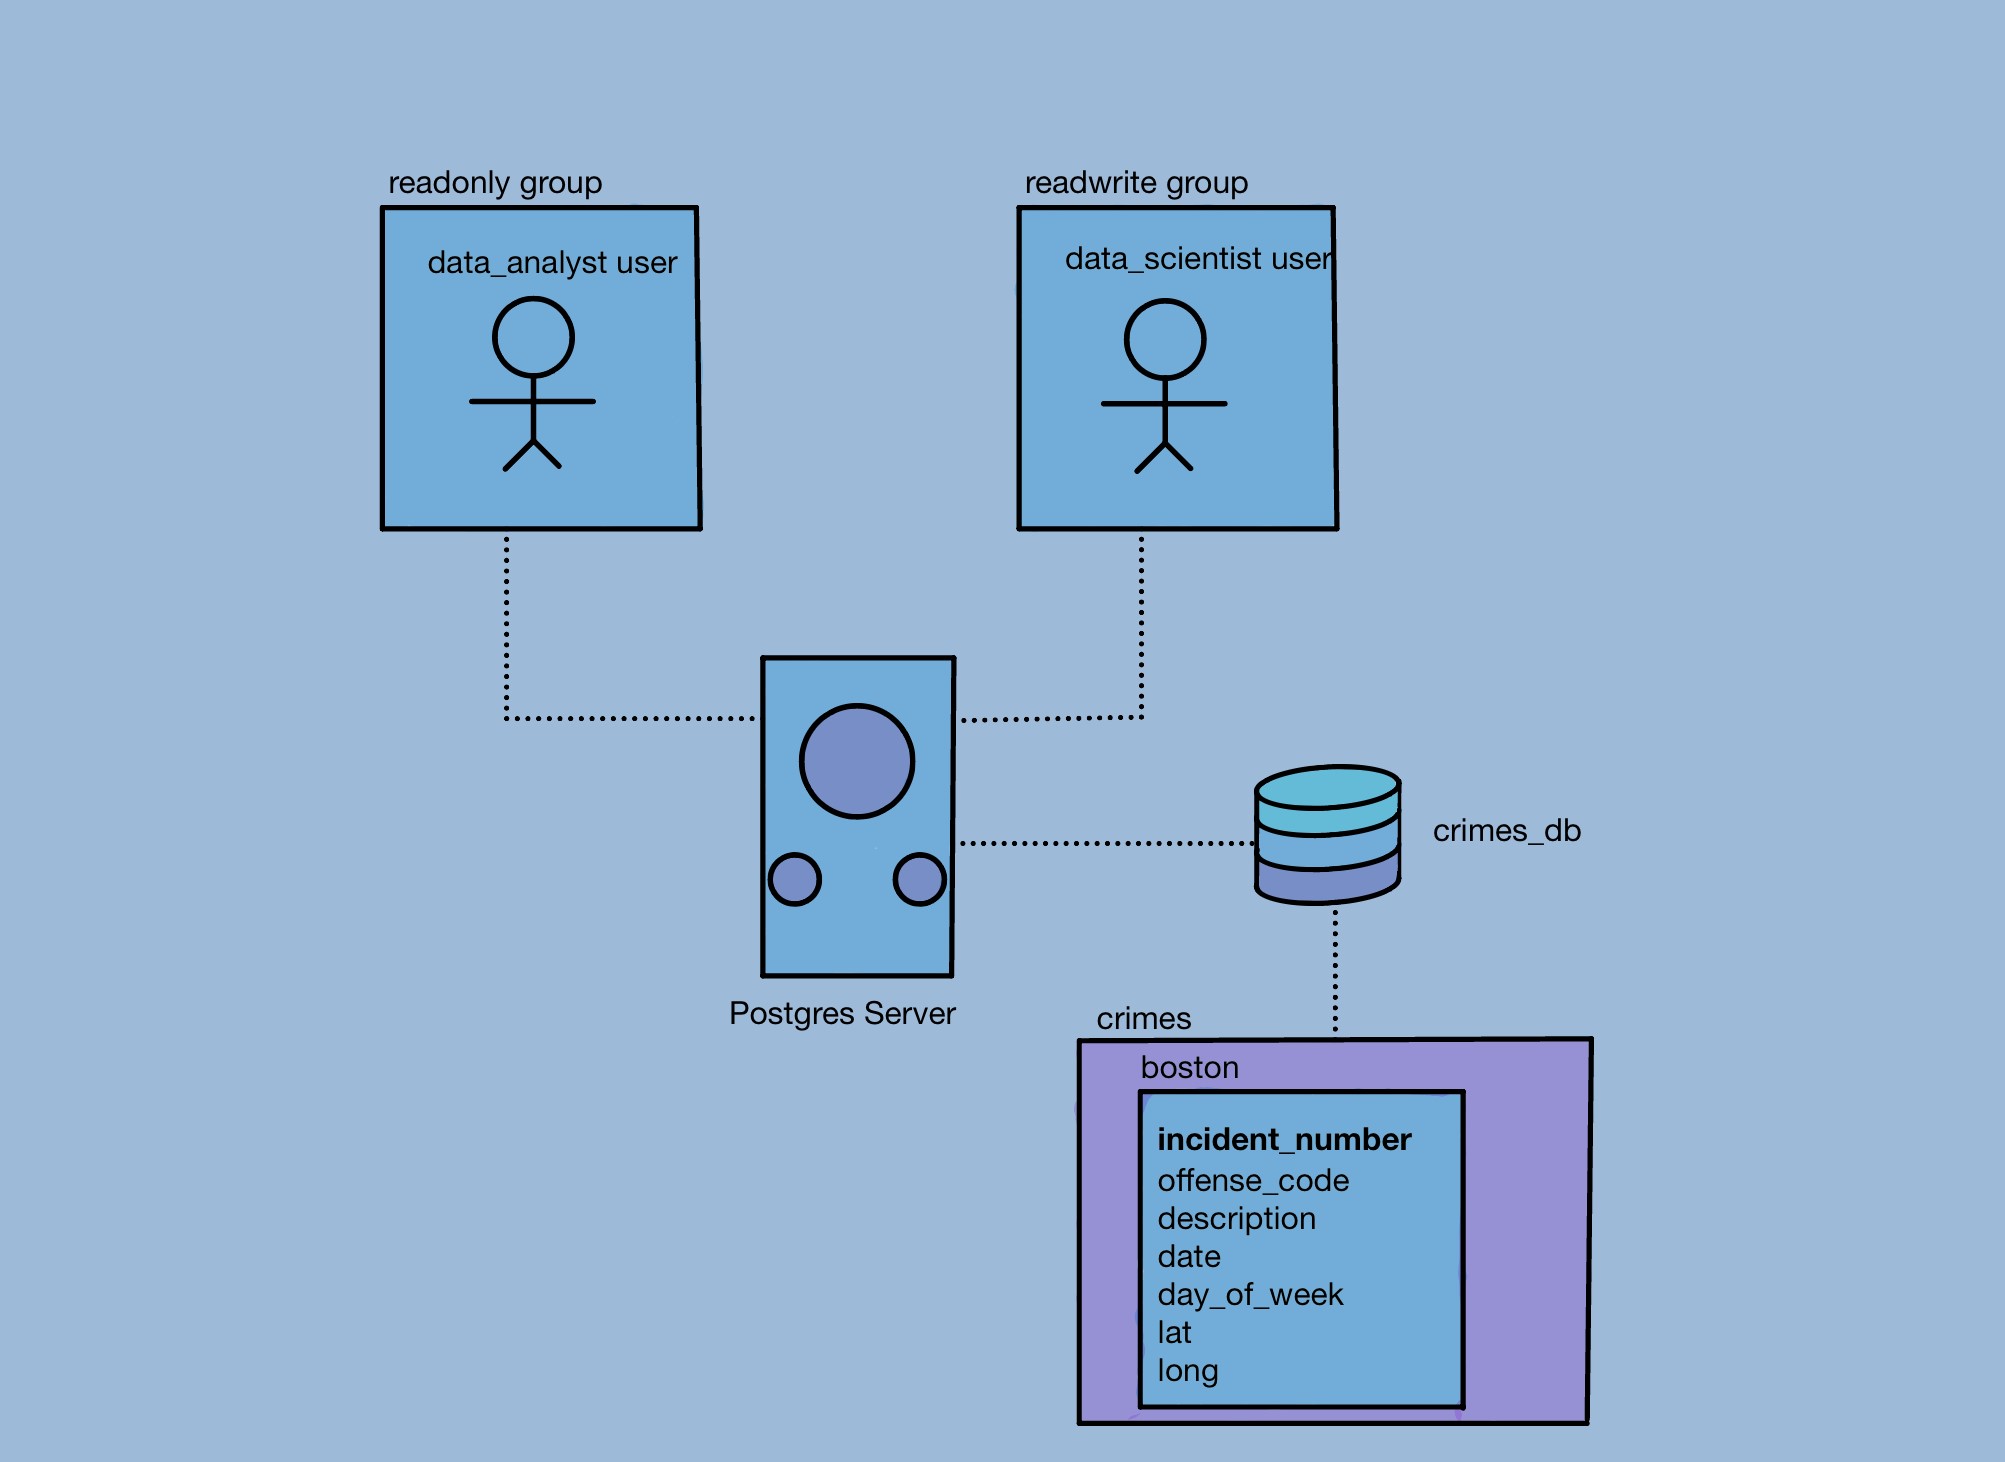 readonly group
readwrite group
data_analyst user
data_scientist user
crimes_db
Postgres Server
crimes
boston
incident_number
offense_code
description
date
day_of_week
lat
long